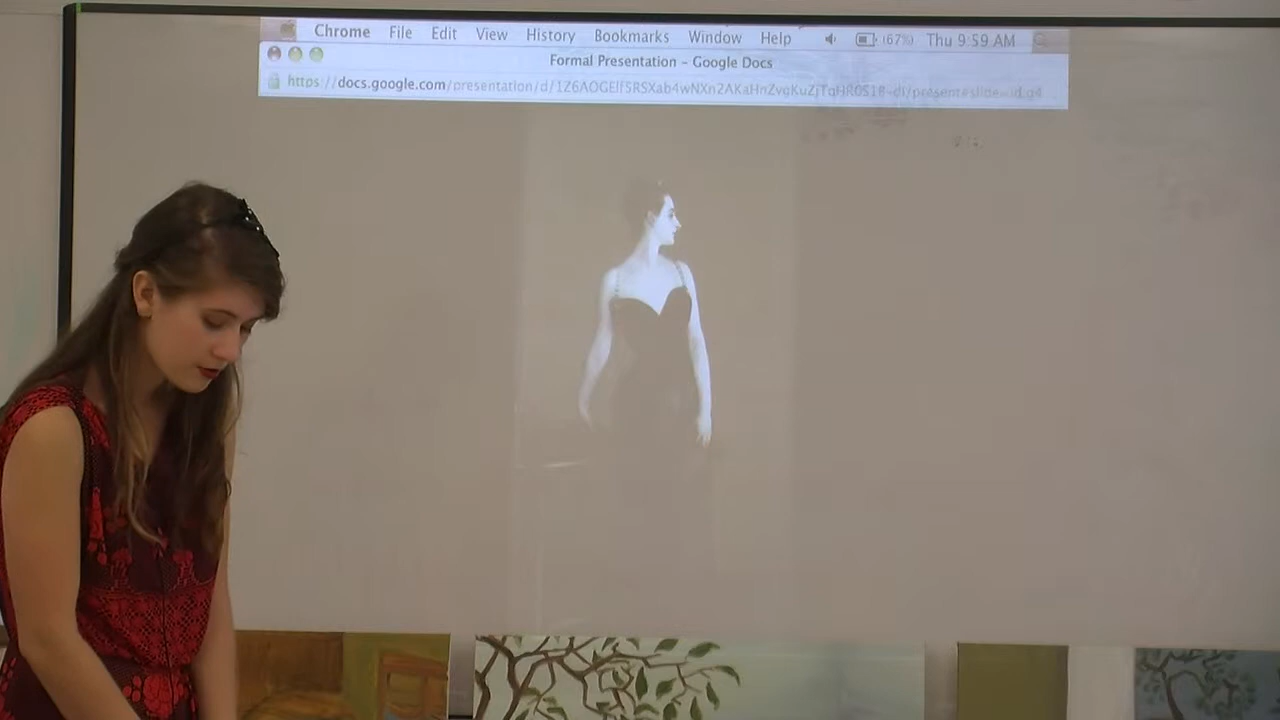 Chrome File Edit View History Bookmarks Window Help (67%) Thu 9:59 AM
Formal Presentation – Google Docs
https://docs.google.com/presentation/d/